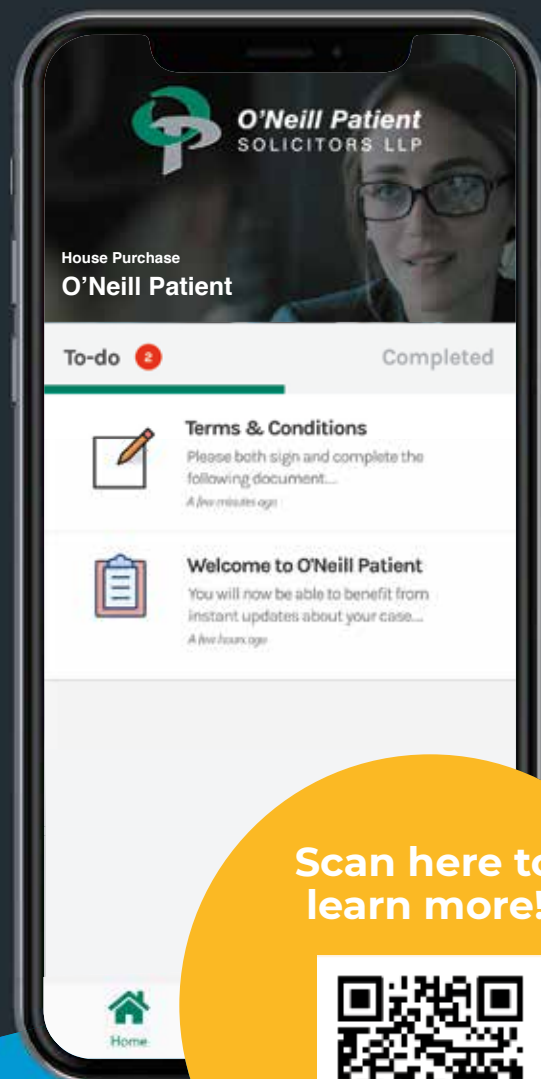 O'Neill Patient
SOLICITORS LLP
House Purchase
O'Neill Patient
To-do 2
Completed
Terms & Conditions
Please both sign and complete the
following document...
A few minutes ago
Welcome to O'Neill Patient
You will now be able to benefit from
instant updates about your case...
A few hours ago
Scan here to
learn more!
Home